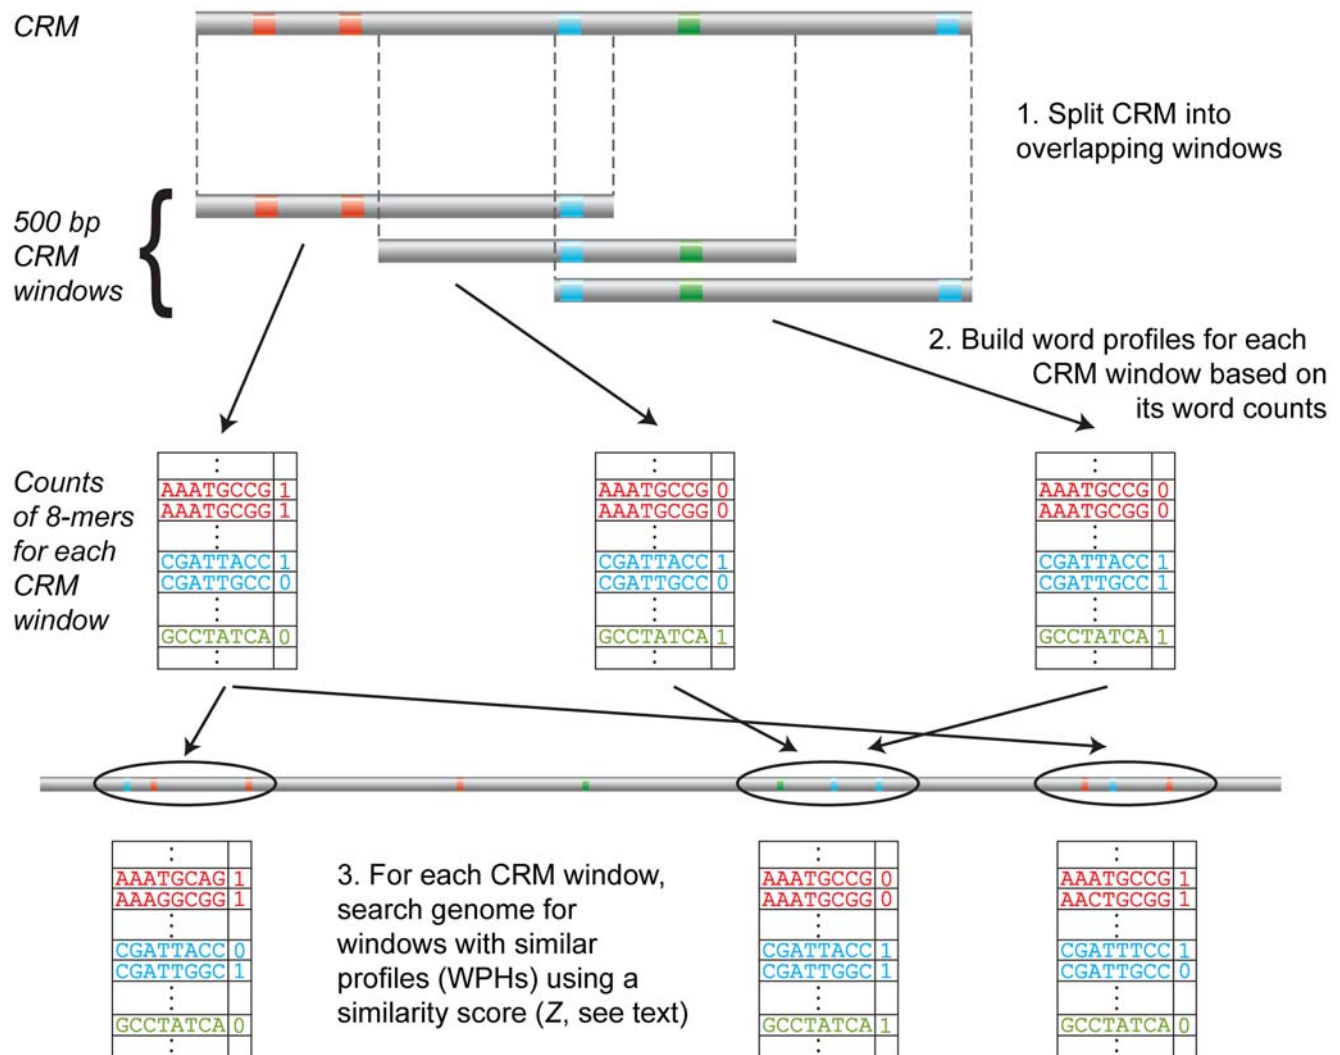 CRM
1. Split CRM into
overlapping windows
500 bp
CRM
windows
2. Build word profiles for each
CRM window based on
its word counts
Counts
of 8-mers
for each
CRM
window
AAATGCCG 1
AAATGCGG 1
CGATTACC 1
CGATTGCC 0
GCCTATCA 0
AAATGCCG 0
AAATGCGG 0
CGATTACC 1
CGATTGCC 0
GCCTATCA 1
AAATGCCG 0
AAATGCGG 0
CGATTACC 1
CGATTGCC 1
GCCTATCA 1
AAATGCAG 1
AAAGGCGG 1
CGATTACC 0
CGATTGGC 1
GCCTATCA 0
3. For each CRM window,
search genome for
windows with similar
profiles (WPHs) using a
similarity score (Z, see text)
AAATGCCG 0
AAATGCGG 0
CGATTACC 1
CGATTGGC 1
GCCTATCA 1
AAATGCCG 1
AACTGCGG 1
CGATTTCC 1
CGATTGCC 0
GCCTATCA 0